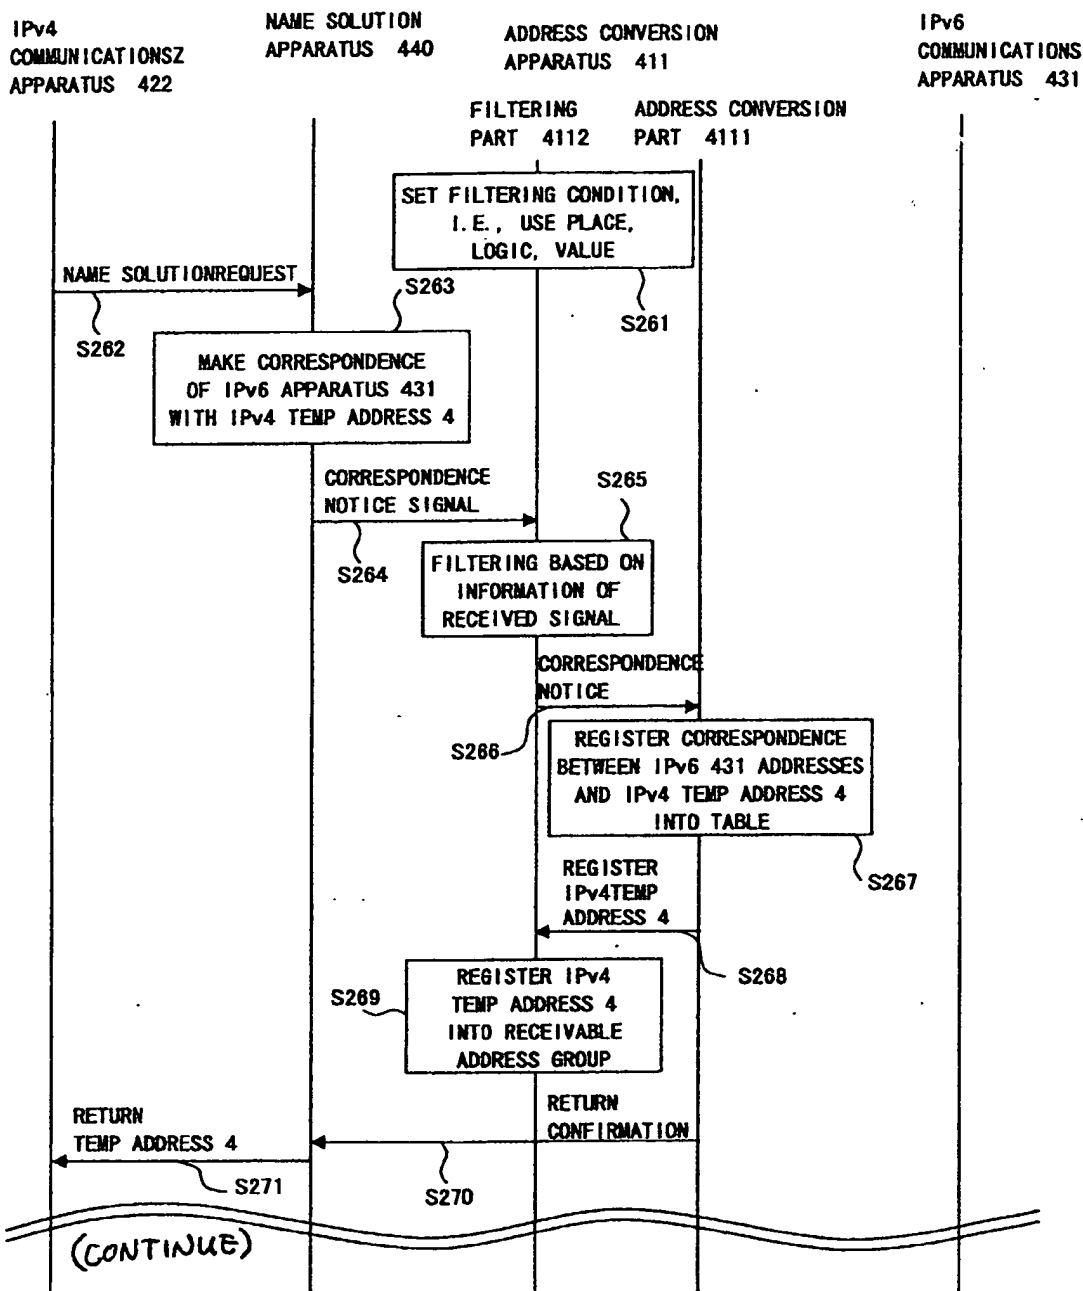 IPv4
COMMUNICATIONSZ
APPARATUS 422
NAME SOLUTION
APPARATUS 440
ADDRESS CONVERSION
APPARATUS 411
IPv6
COMMUNICATIONS
APPARATUS 431
FILTERING
PART 4112
ADDRESS CONVERSION
PART 4111
SET FILTERING CONDITION,
I.E., USE PLACE,
LOGIC, VALUE
S261
NAME SOLUTIONREQUEST
S262
S263
MAKE CORRESPONDENCE
OF IPv6 APPARATUS 431
WITH IPv4 TEMP ADDRESS 4
CORRESPONDENCE
NOTICE SIGNAL
S264
S265
FILTERING BASED ON
INFORMATION OF
RECEIVED SIGNAL
CORRESPONDENCE
NOTICE
S266
REGISTER CORRESPONDENCE
BETWEEN IPv6 431 ADDRESSES
AND IPv4 TEMP ADDRESS 4
INTO TABLE
S267
REGISTER
IPv4TEMP
ADDRESS 4
S268
S269
REGISTER IPv4
TEMP ADDRESS 4
INTO RECEIVABLE
ADDRESS GROUP
RETURN
CONFIRMATION
S270
RETURN
TEMP ADDRESS 4
S271
(CONTINUE)